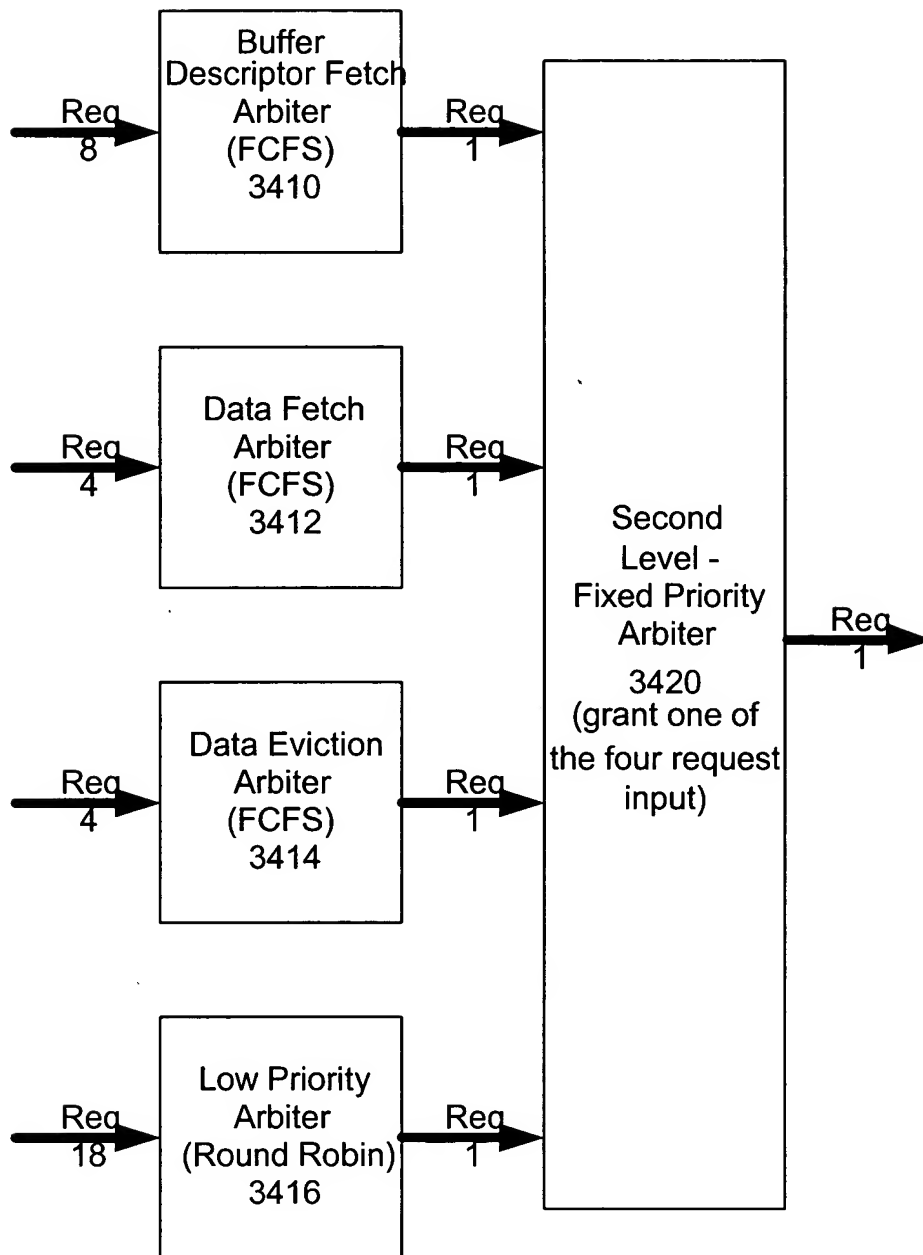 Buffer
Descriptor Fetch
Arbiter
(FCFS)
3410
Req
8
Req
1
Data Fetch
Arbiter
(FCFS)
3412
Req
4
Req
1
Second
Level -
Fixed Priority
Arbiter
3420
(grant one of
the four request
input)
Req
1
Data Eviction
Arbiter
(FCFS)
3414
Req
4
Req
1
Low Priority
Arbiter
(Round Robin)
3416
Req
18
Req
1